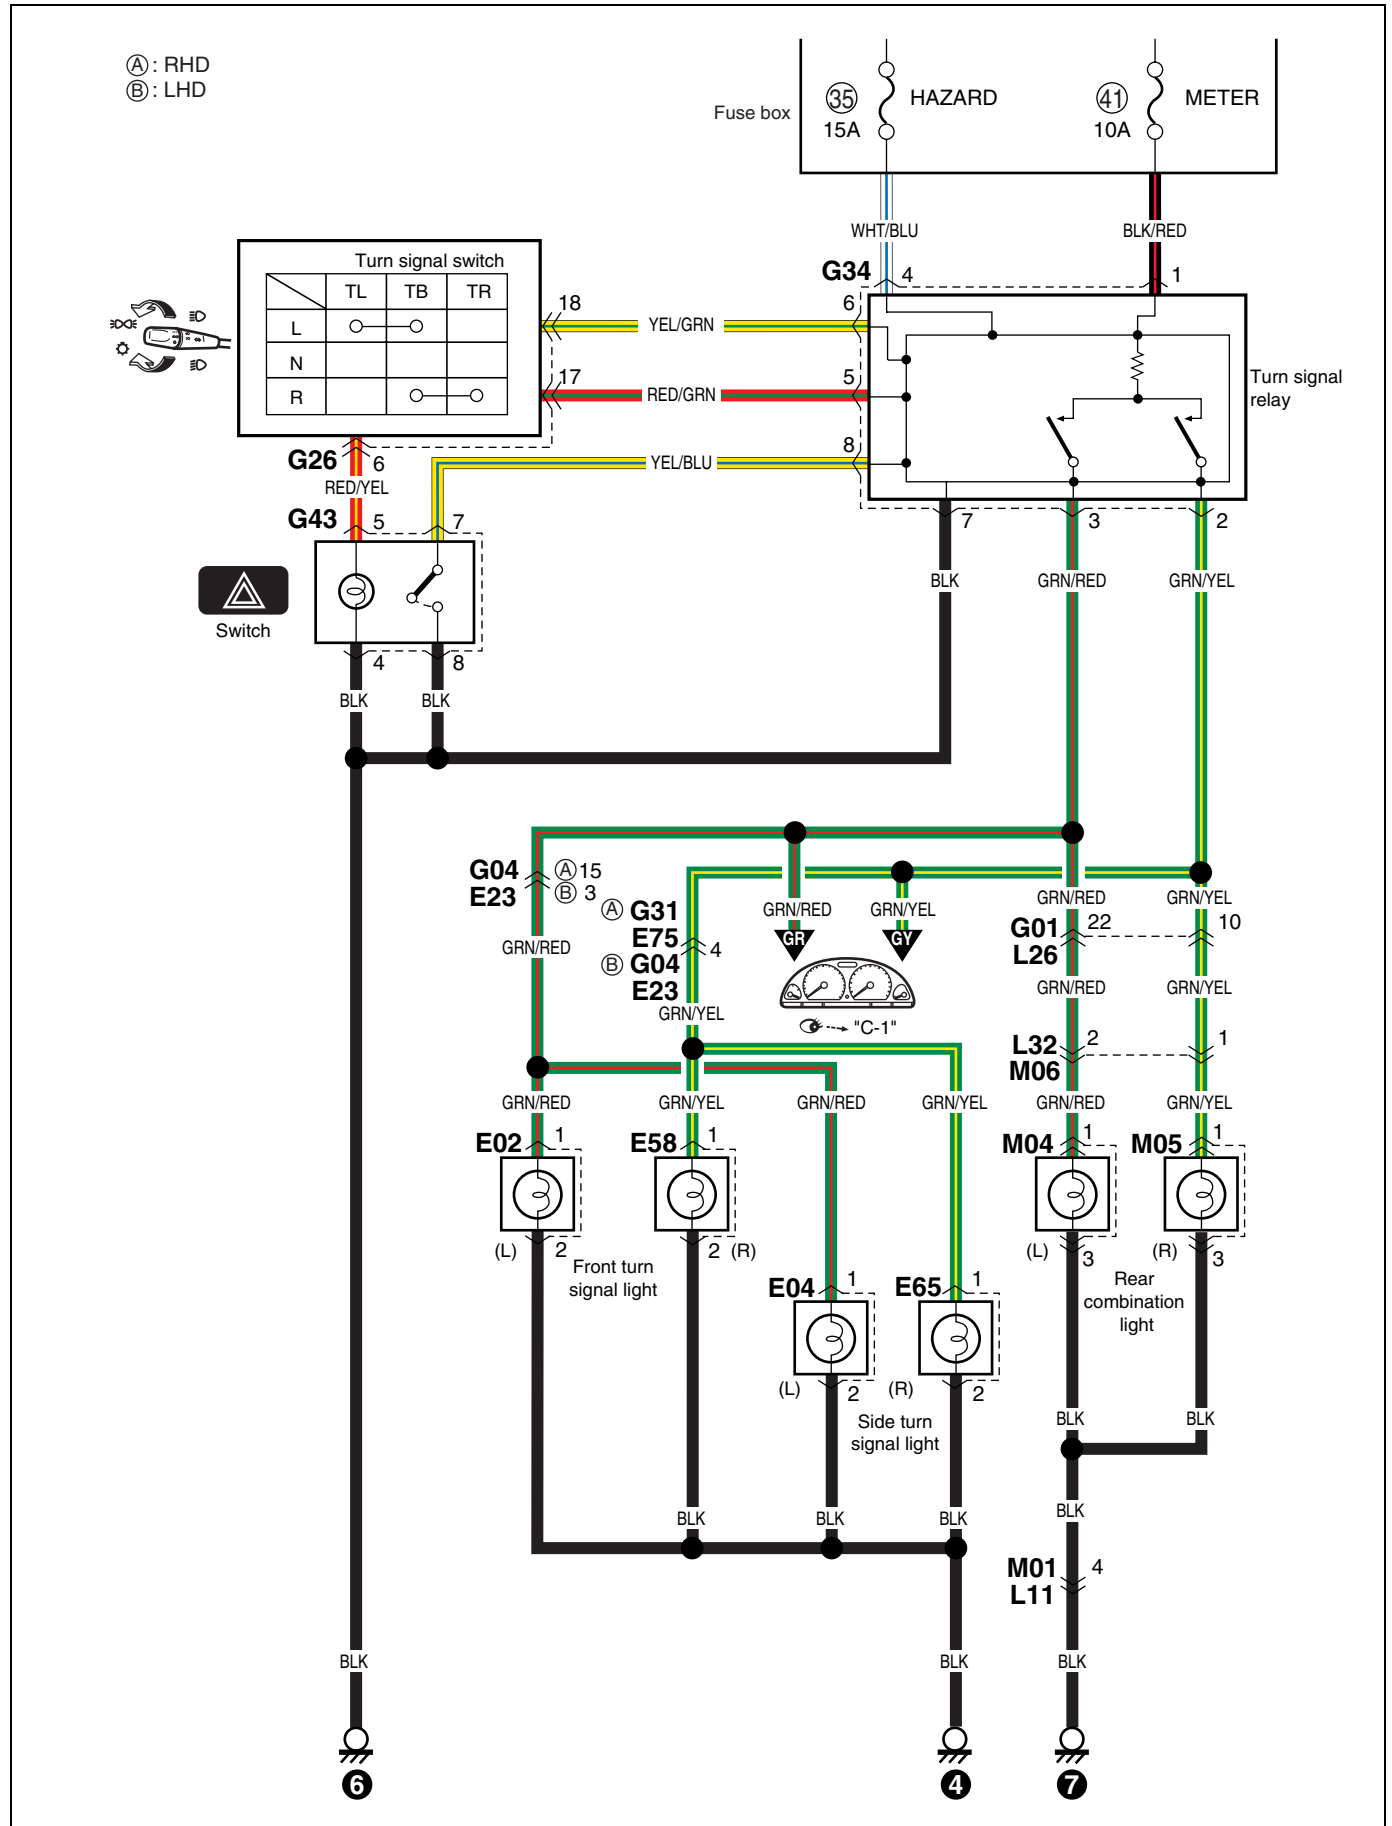 Ⓐ: RHD
Ⓑ: LHD
Fuse box
35 HAZARD
15A
41 METER
10A
WHT/BLU
BLK/RED
G34 4
1
Turn signal switch
TL TB TR
L
N
R
18
YEL/GRN
6
17
RED/GRN
5
YEL/BLU
8
Turn signal
relay
G26 6
RED/YEL
G43 5
7
7
3
2
Switch
4
8
BLK
BLK
BLK
GRN/RED
GRN/YEL
G04 Ⓐ 15
E23 Ⓑ 3
GRN/RED
Ⓐ G31
E75 4
Ⓑ G04
E23
GRN/YEL
GRN/RED
GRN/YEL
GR
GY
"C-1"
GRN/RED
GRN/YEL
G01 22
10
L26
GRN/RED
GRN/YEL
L32 2
1
M06
GRN/RED
GRN/YEL
GRN/RED
GRN/YEL
GRN/RED
GRN/YEL
E02 1
E58 1
M04 1
M05 1
(L) 2
2 (R)
Front turn
signal light
(L) 3
(R) 3
Rear
combination
light
E04 1
E65 1
(L) 2
(R) 2
Side turn
signal light
BLK
BLK
BLK
BLK
BLK
BLK
M01 4
L11
BLK
BLK
BLK
6
4
7